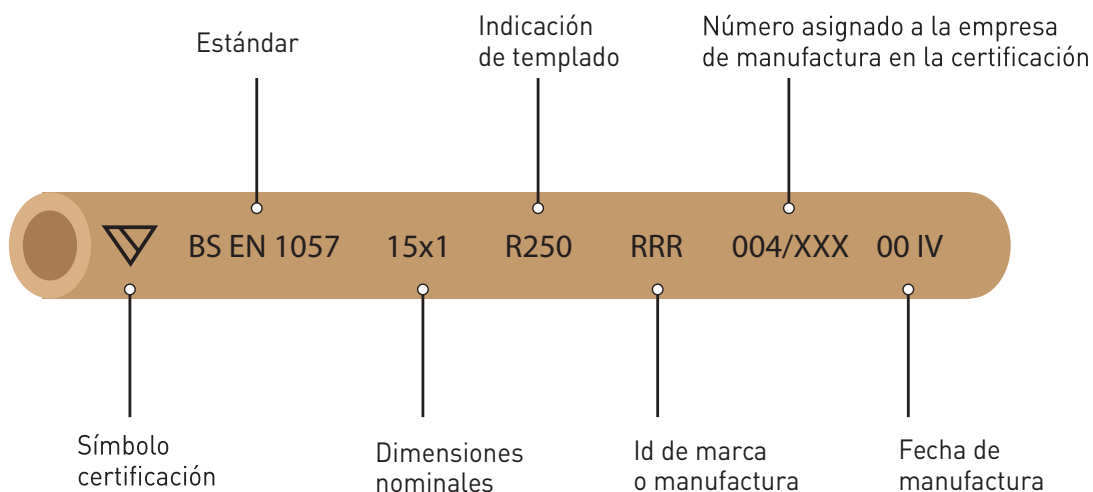 Estándar
Indicación
de templado
Número asignado a la empresa
de manufactura en la certificación
BS EN 1057 15x1 R250 RRR 004/XXX 00 IV
Símbolo
certificación
Dimensiones
nominales
Id de marca
o manufactura
Fecha de
manufactura